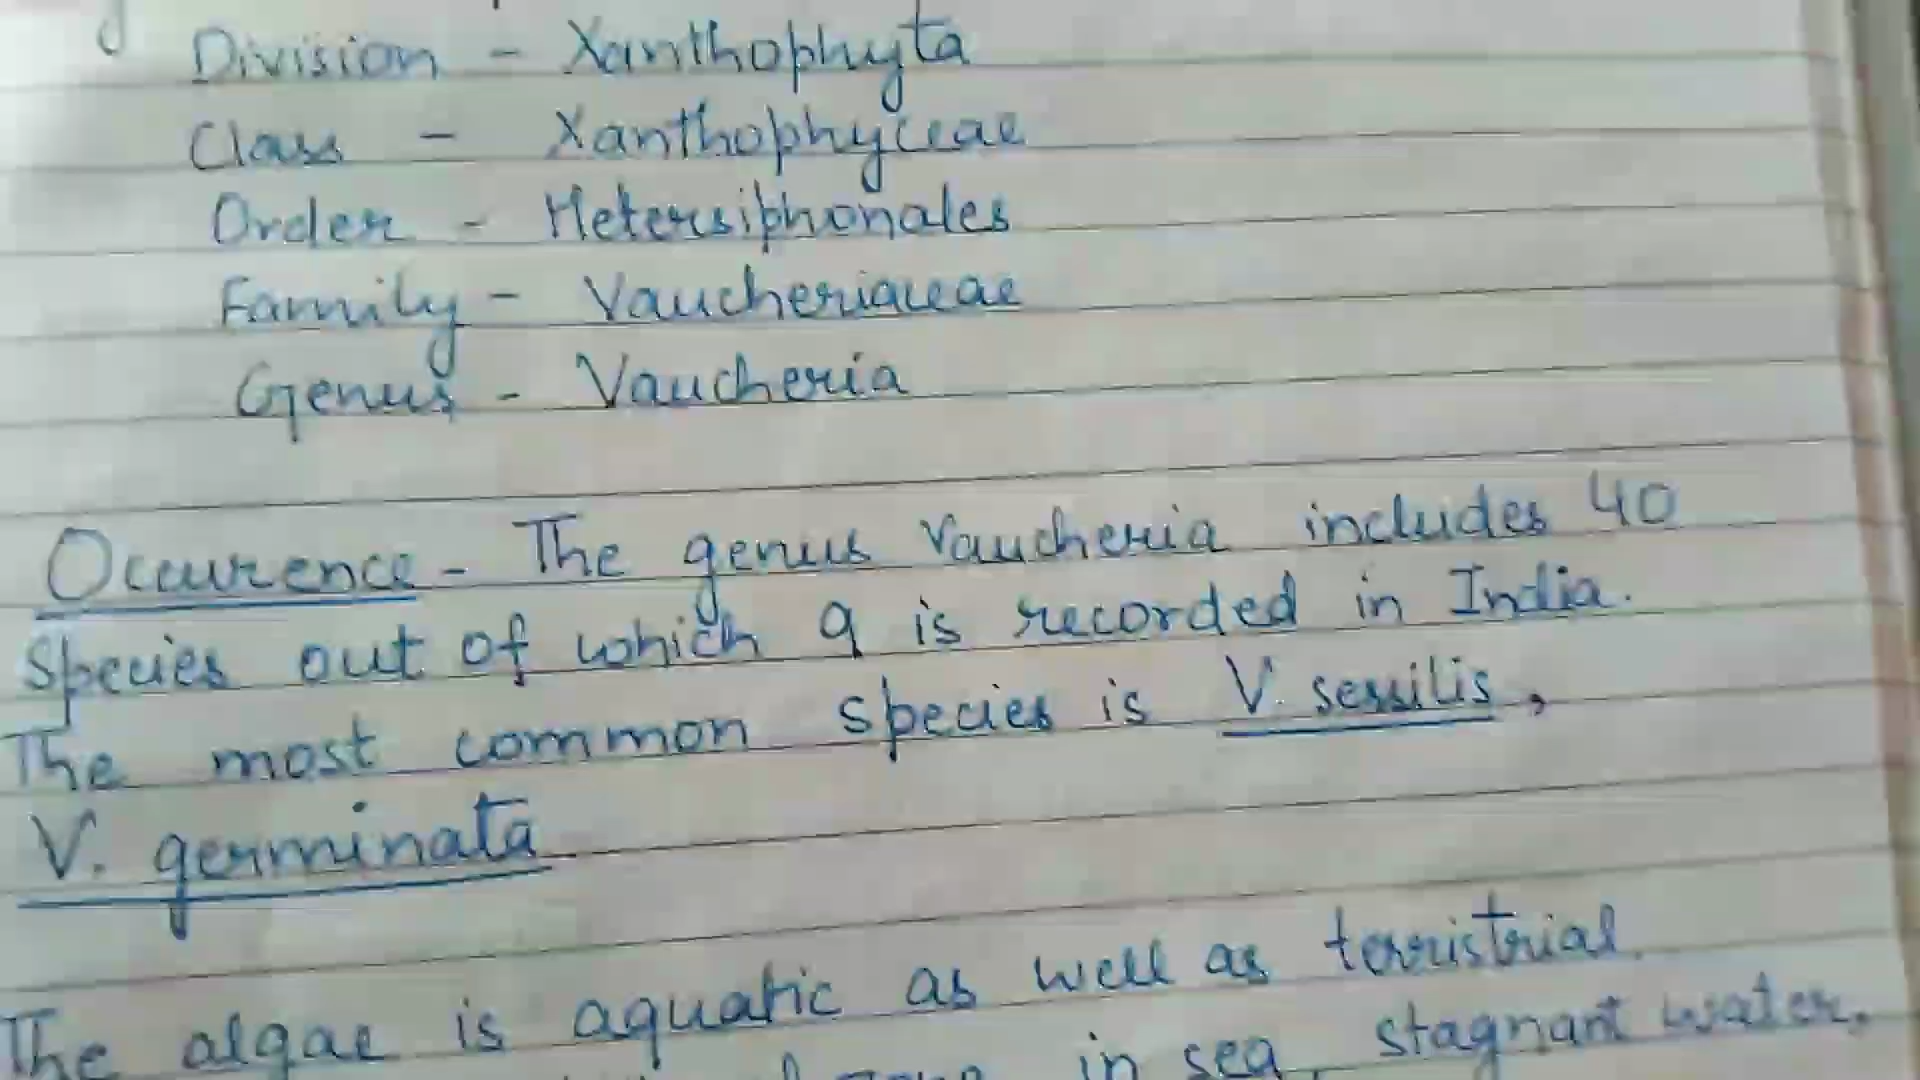 Division - Xanthophyta
Class - Xanthophyceae
Order - Hetersiphonales
Family - Vaucheriaceae
Genus - Vaucheria
Occurence - The genus Vaucheria includes 40
species out of which 9 is recorded in India.
The most common species is V. sessilis,
V. germinata
The algae is aquatic as well as terristrial.
in sea, stagnant water,